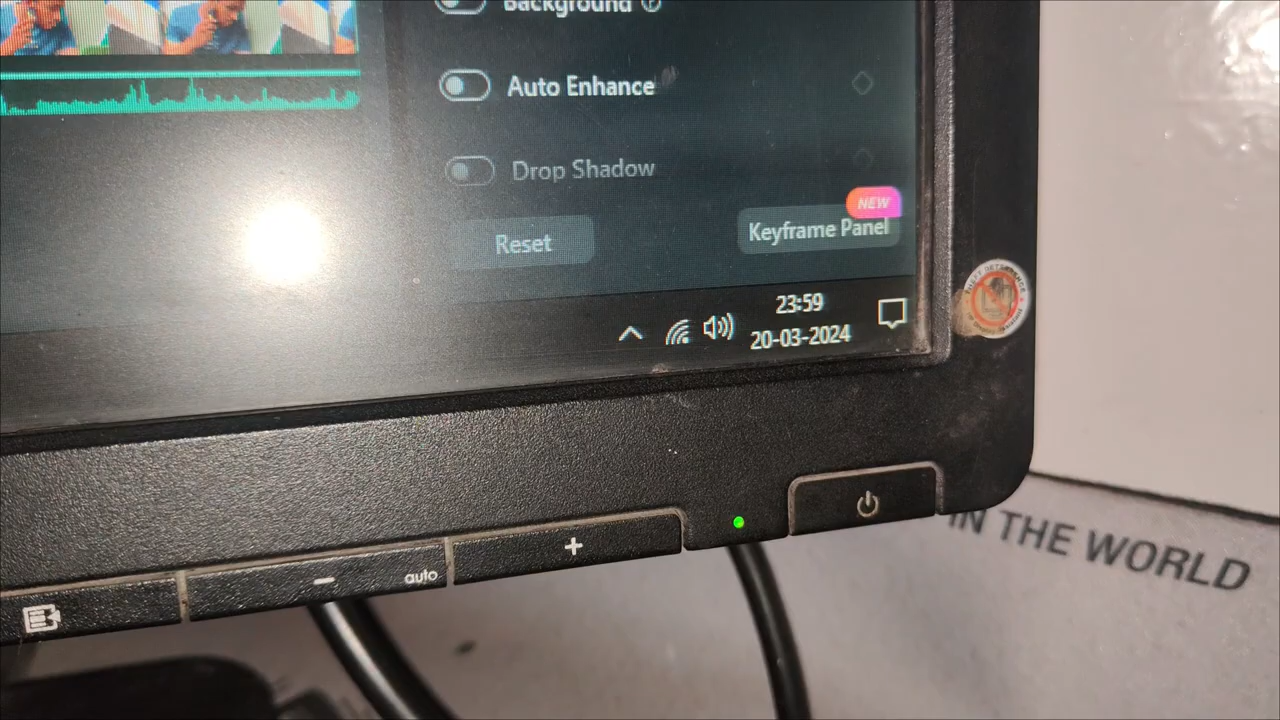 Background
Auto Enhance
Drop Shadow
NEW
Reset
Keyframe Panel
23:59
20-03-2024
auto
IN THE WORLD